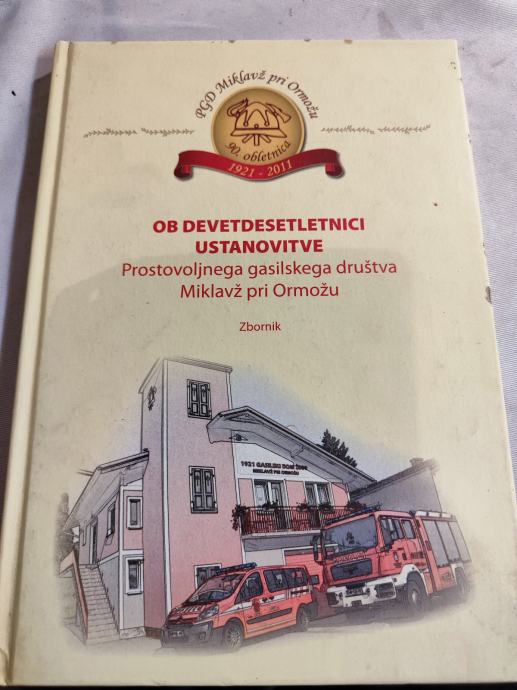 PGD Miklavž pri Ormožu
90. obletnica
1921 - 2011
OB DEVETDESETLETNICI
USTANOVITVE
Prostovoljnega gasilskega društva
Miklavž pri Ormožu
Zbornik
1921 GASILSKI DOM 2001
MIKLAVŽ PRI ORMOŽU